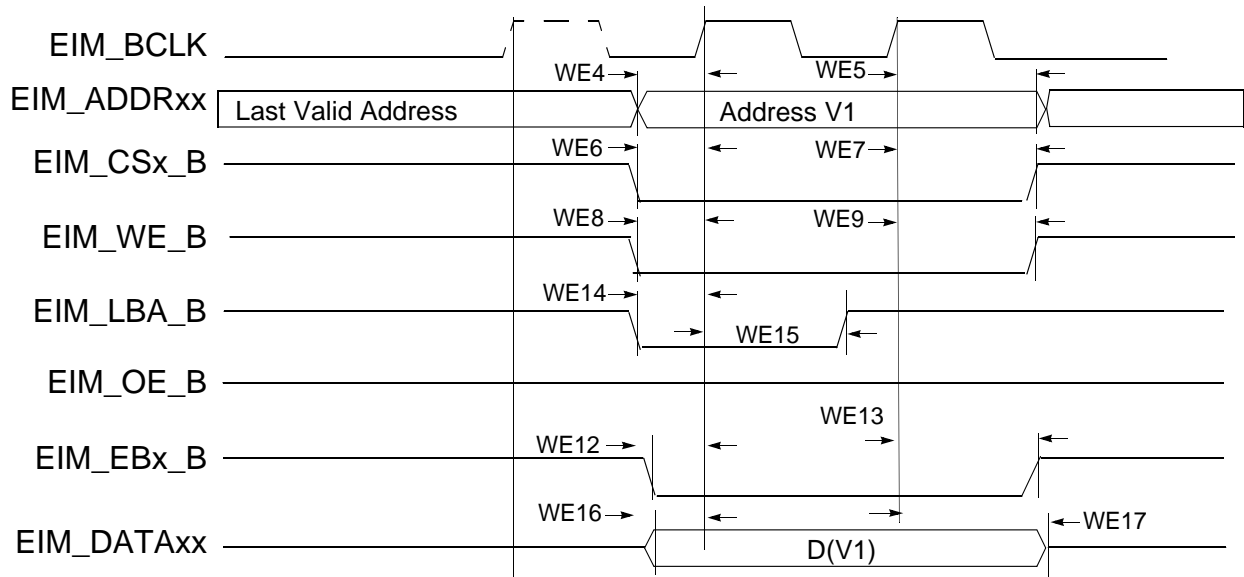 EIM_BCLK
WE4 WE5
EIM_ADDRxx Last Valid Address Address V1
WE6 WE7
EIM_CSx_B
WE8 WE9
EIM_WE_B
WE14
EIM_LBA_B
WE15
EIM_OE_B
WE13
WE12
EIM_EBx_B
WE16 WE17
EIM_DATAxx D(V1)